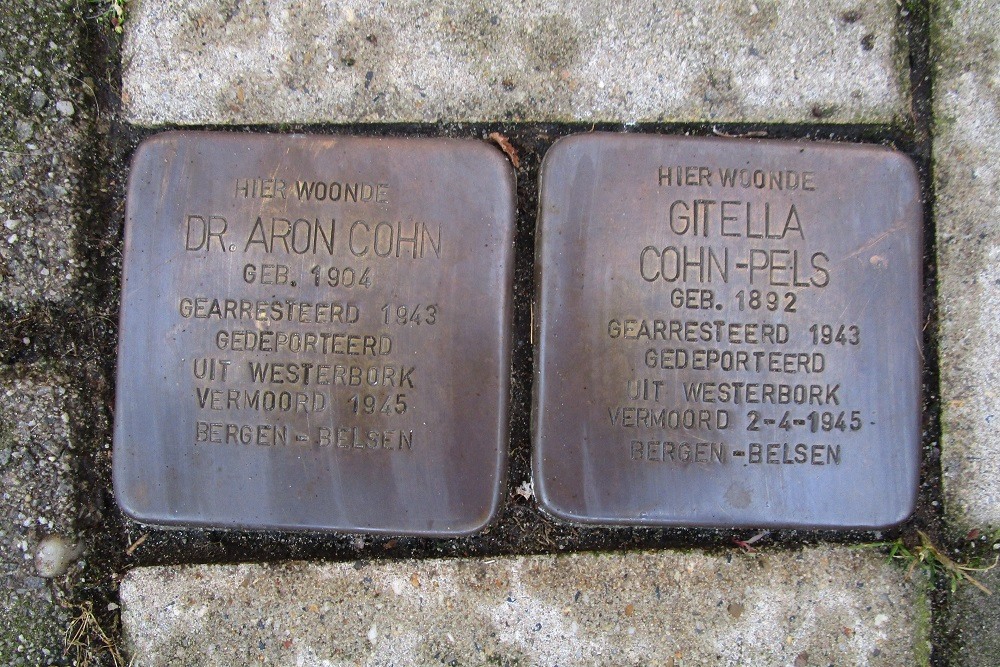 HIER WOONDE
DR. ARON COHN
GEB. 1904
GEARRESTEERD 1943
GEDEPORTEERD
UIT WESTERBORK
VERMOORD 1945
BERGEN-BELSEN
HIER WOONDE
GITELLA
COHN-PELS
GEB. 1892
GEARRESTEERD 1943
GEDEPORTEERD
UIT WESTERBORK
VERMOORD 2-4-1945
BERGEN-BELSEN